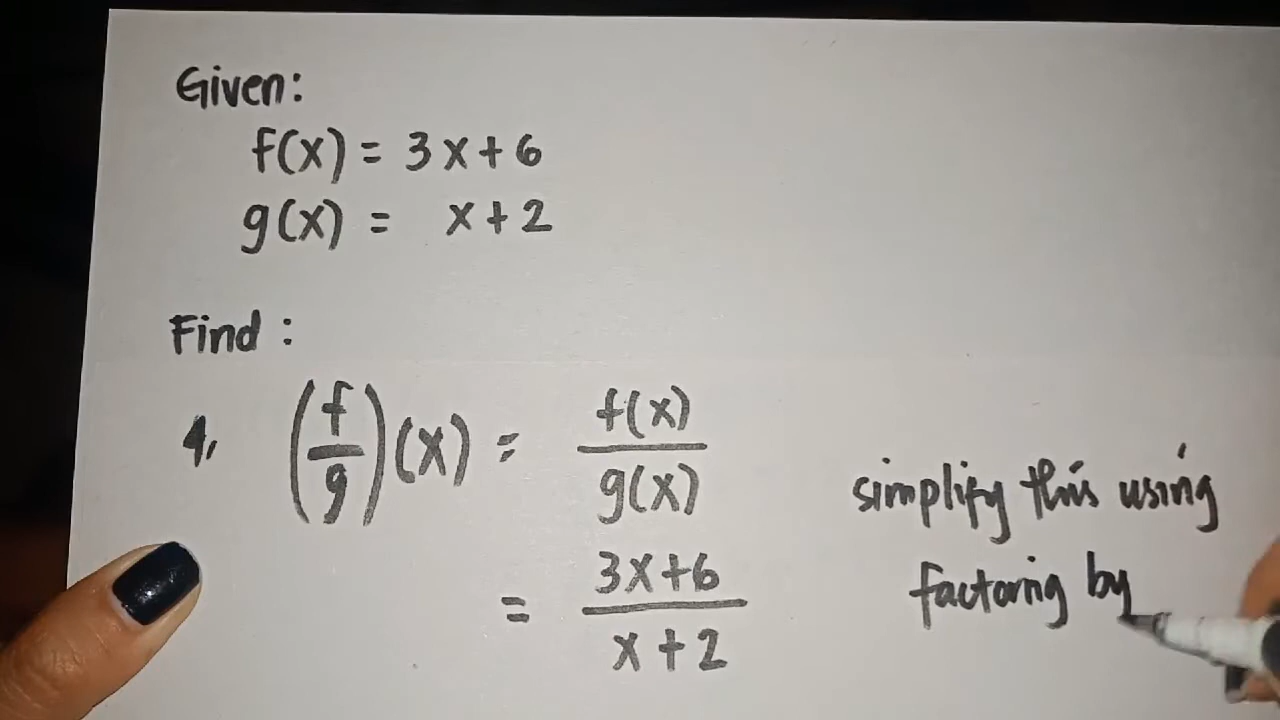 Given:
f(x) = 3x+6
g(x) = x+2
Find :
4. (f/g)(x) = f(x)/g(x)
= 3x+6/x+2
simplify this using
factoring by